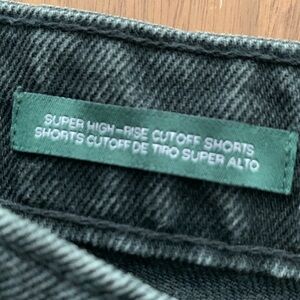 SUPER HIGH-RISE CUTOFF SHORTS
SHORTS CUTOFF DE TIRO SUPER ALTO